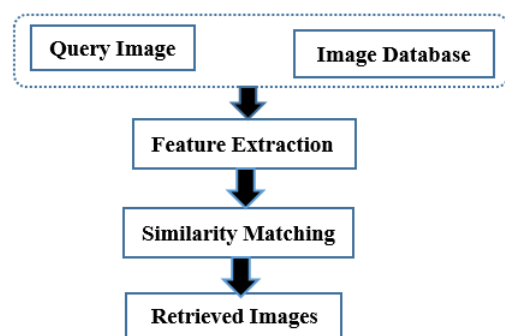 Query Image
Image Database
Feature Extraction
Similarity Matching
Retrieved Images